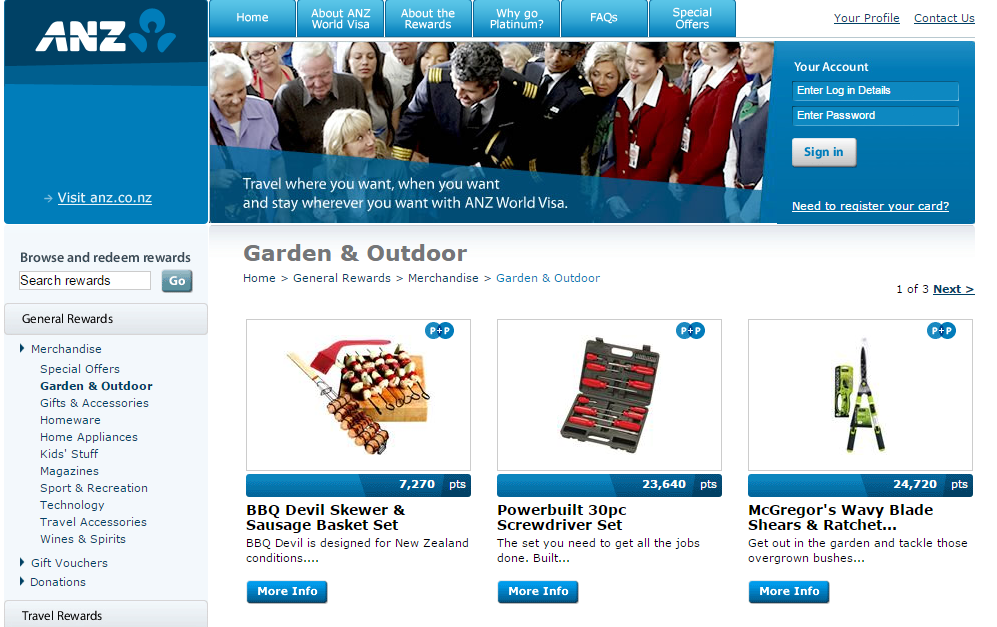 ANZ
Home
About ANZ
World Visa
About the
Rewards
Why go
Platinum?
FAQs
Special
Offers
Your Profile
Contact Us
Travel where you want, when you want
and stay wherever you want with ANZ World Visa.
Your Account
Enter Log in Details
Enter Password
Sign in
Need to register your card?
Visit anz.co.nz
Browse and redeem rewards
Search rewards
Go
General Rewards
Merchandise
Special Offers
Garden & Outdoor
Gifts & Accessories
Homeware
Home Appliances
Kids' Stuff
Magazines
Sport & Recreation
Technology
Travel Accessories
Wines & Spirits
Gift Vouchers
Donations
Travel Rewards
Garden & Outdoor
Home > General Rewards > Merchandise > Garden & Outdoor
1 of 3 Next >
P+P
7,270 pts
BBQ Devil Skewer &
Sausage Basket Set
BBQ Devil is designed for New Zealand
conditions....
More Info
P+P
23,640 pts
Powerbuilt 30pc
Screwdriver Set
The set you need to get all the jobs
done. Built...
More Info
P+P
24,720 pts
McGregor's Wavy Blade
Shears & Ratchet...
Get out in the garden and tackle those
overgrown bushes...
More Info